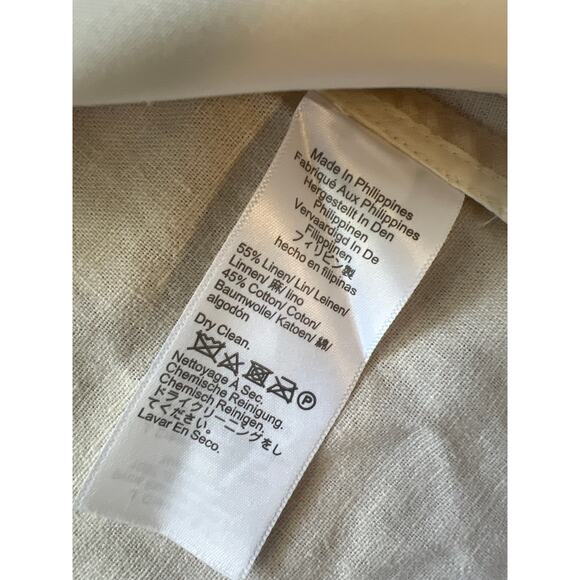 Made In Philippines
Fabriqué Aux Philippines
Hergestellt In Den
Philippinen
Vervaardigd In De
Filippijnen
フィリピン製
hecho en filipinas
55% Linen/ Lin/ Leinen/
Linnen/ 麻/ lino
45% Cotton/ Coton/
Baumwolle/ Katoen/ 綿/
algodón
Dry Clean.
P
Nettoyage À Sec.
Chemische Reinigung.
Chemisch Reinigen.
ドライクリーニングをし
てください。
Lavar En Seco.